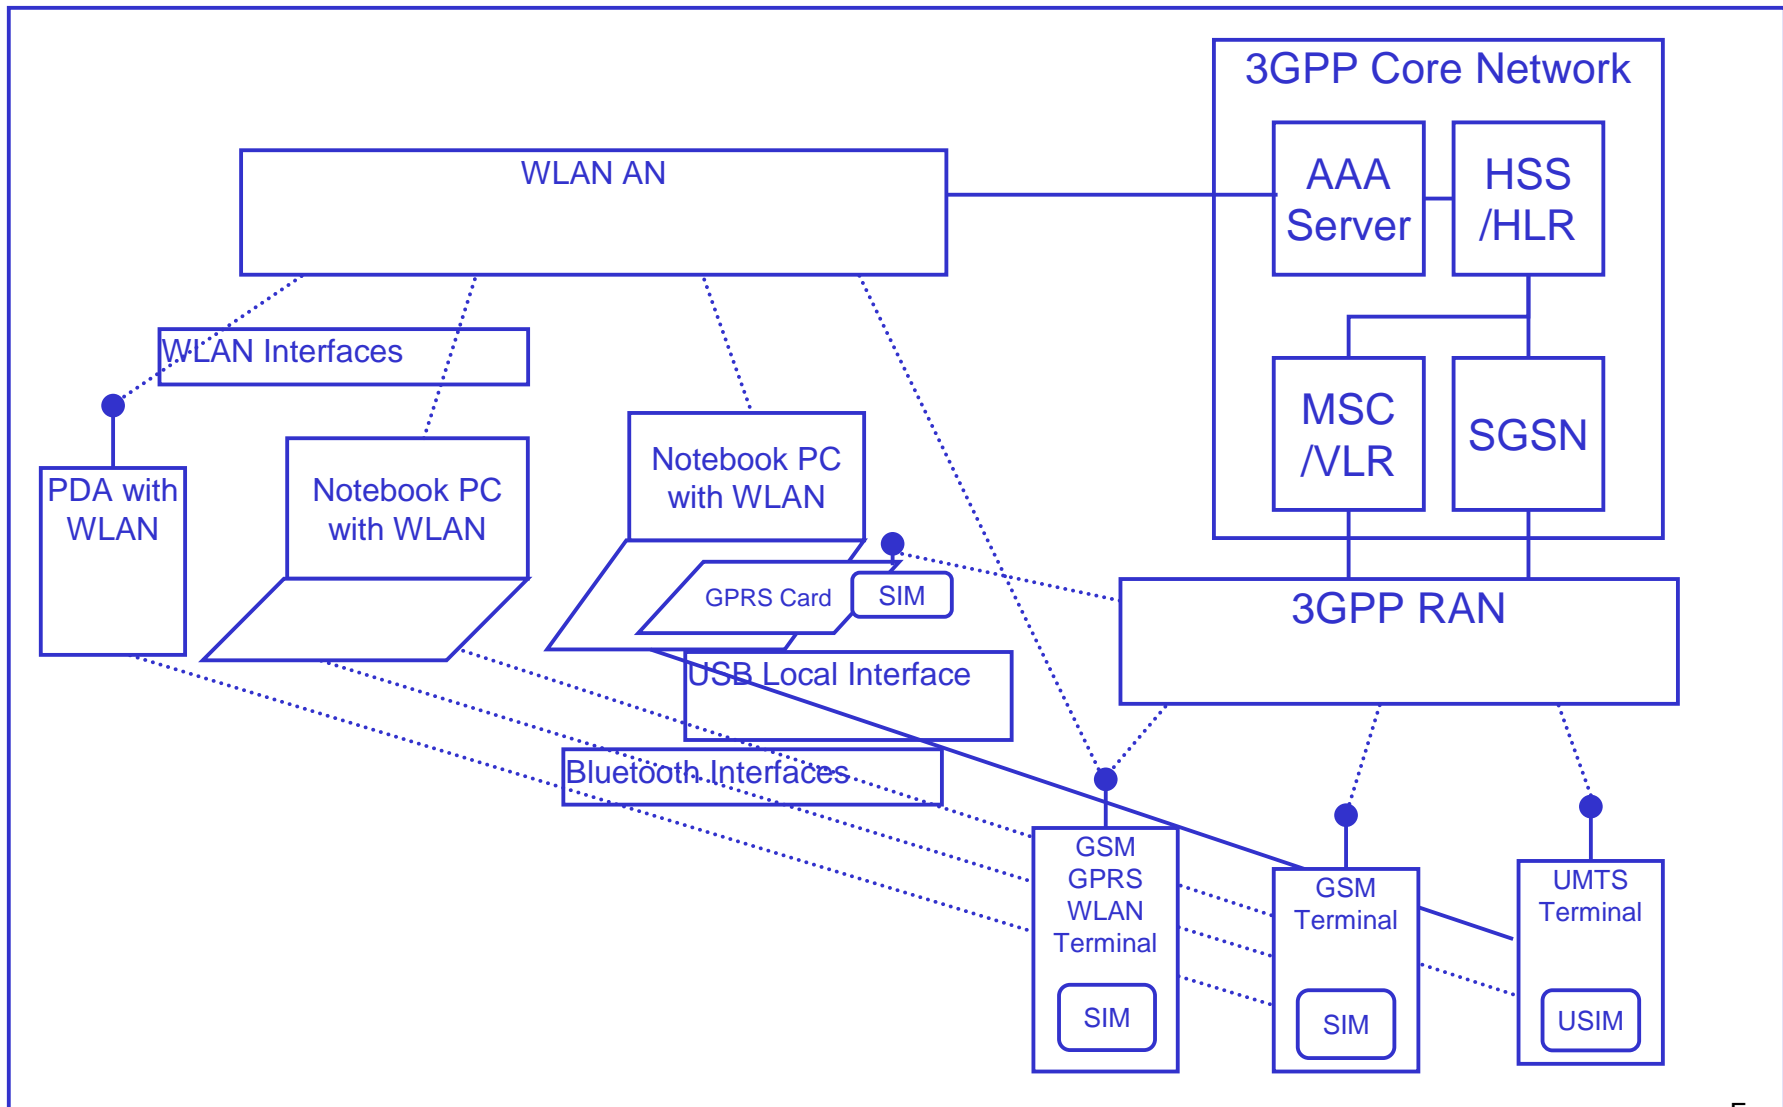 3GPP Core Network
WLAN AN
AAA
Server
HSS
/HLR
WLAN Interfaces
MSC
/VLR
SGSN
PDA with
WLAN
Notebook PC
with WLAN
Notebook PC
with WLAN
GPRS Card
SIM
3GPP RAN
USB Local Interface
Bluetooth Interfaces
GSM
GPRS
WLAN
Terminal
SIM
GSM
Terminal
SIM
UMTS
Terminal
USIM